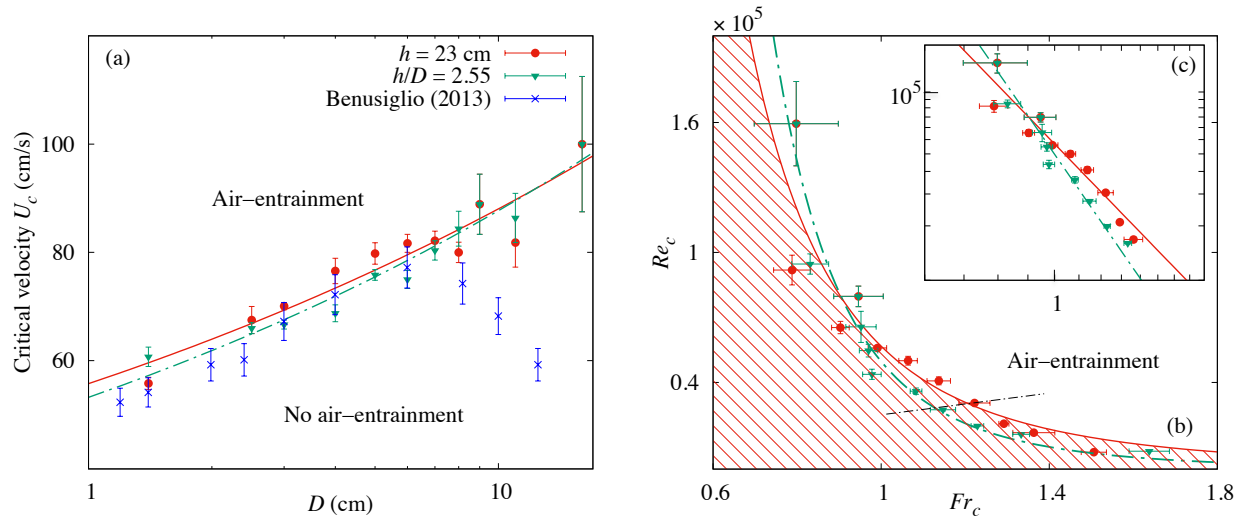 (a)
h = 23 cm
h/D = 2.55
Benusiglio (2013)
Air−entrainment
No air−entrainment
Critical velocity U_c (cm/s)
100
80
60
1
10
D (cm)
× 10^5
1.6
1
0.4
Re_c
0.6
1
1.4
1.8
Fr_c
Air−entrainment
(b)
(c)
10^5
1